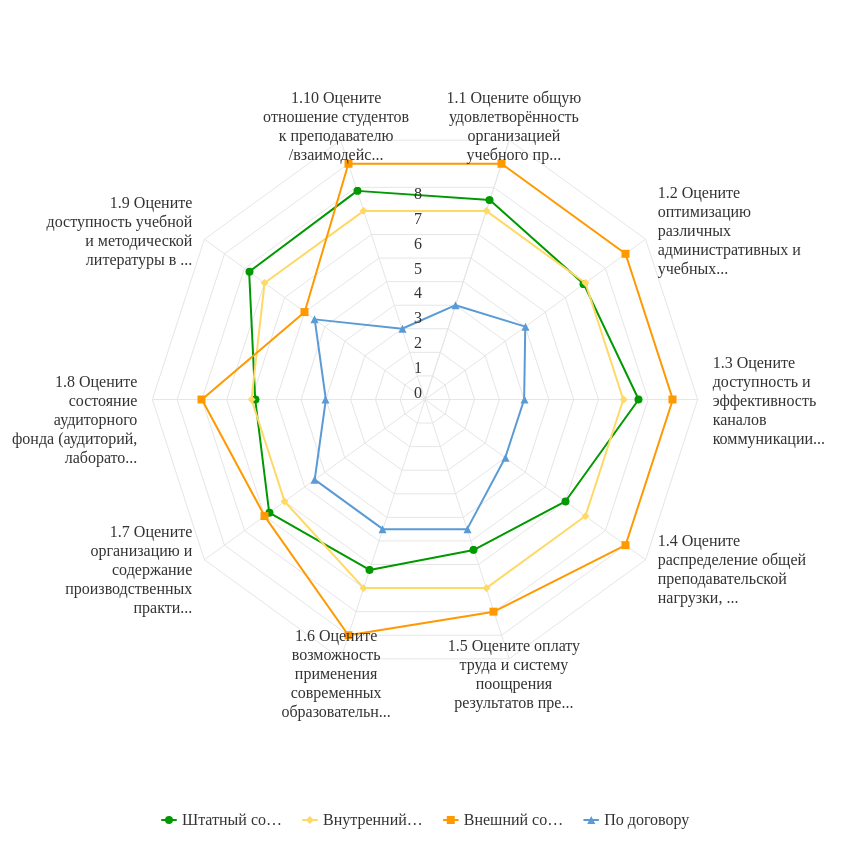 1.10 Оцените
отношение студентов
к преподавателю
/взаимодейс...
1.1 Оцените общую
удовлетворённость
организацией
учебного пр...
1.2 Оцените
оптимизацию
различных
административных и
учебных...
1.9 Оцените
доступность учебной
и методической
литературы в ...
8
7
6
5
4
3
2
1
0
1.3 Оцените
доступность и
эффективность
каналов
коммуникации...
1.8 Оцените
состояние
аудиторного
фонда (аудиторий,
лаборато...
1.4 Оцените
распределение общей
преподавательской
нагрузки, ...
1.7 Оцените
организацию и
содержание
производственных
практи...
1.6 Оцените
возможность
применения
современных
образовательн...
1.5 Оцените оплату
труда и систему
поощрения
результатов пре...
Штатный со… Внутренний… Внешний со… По договору